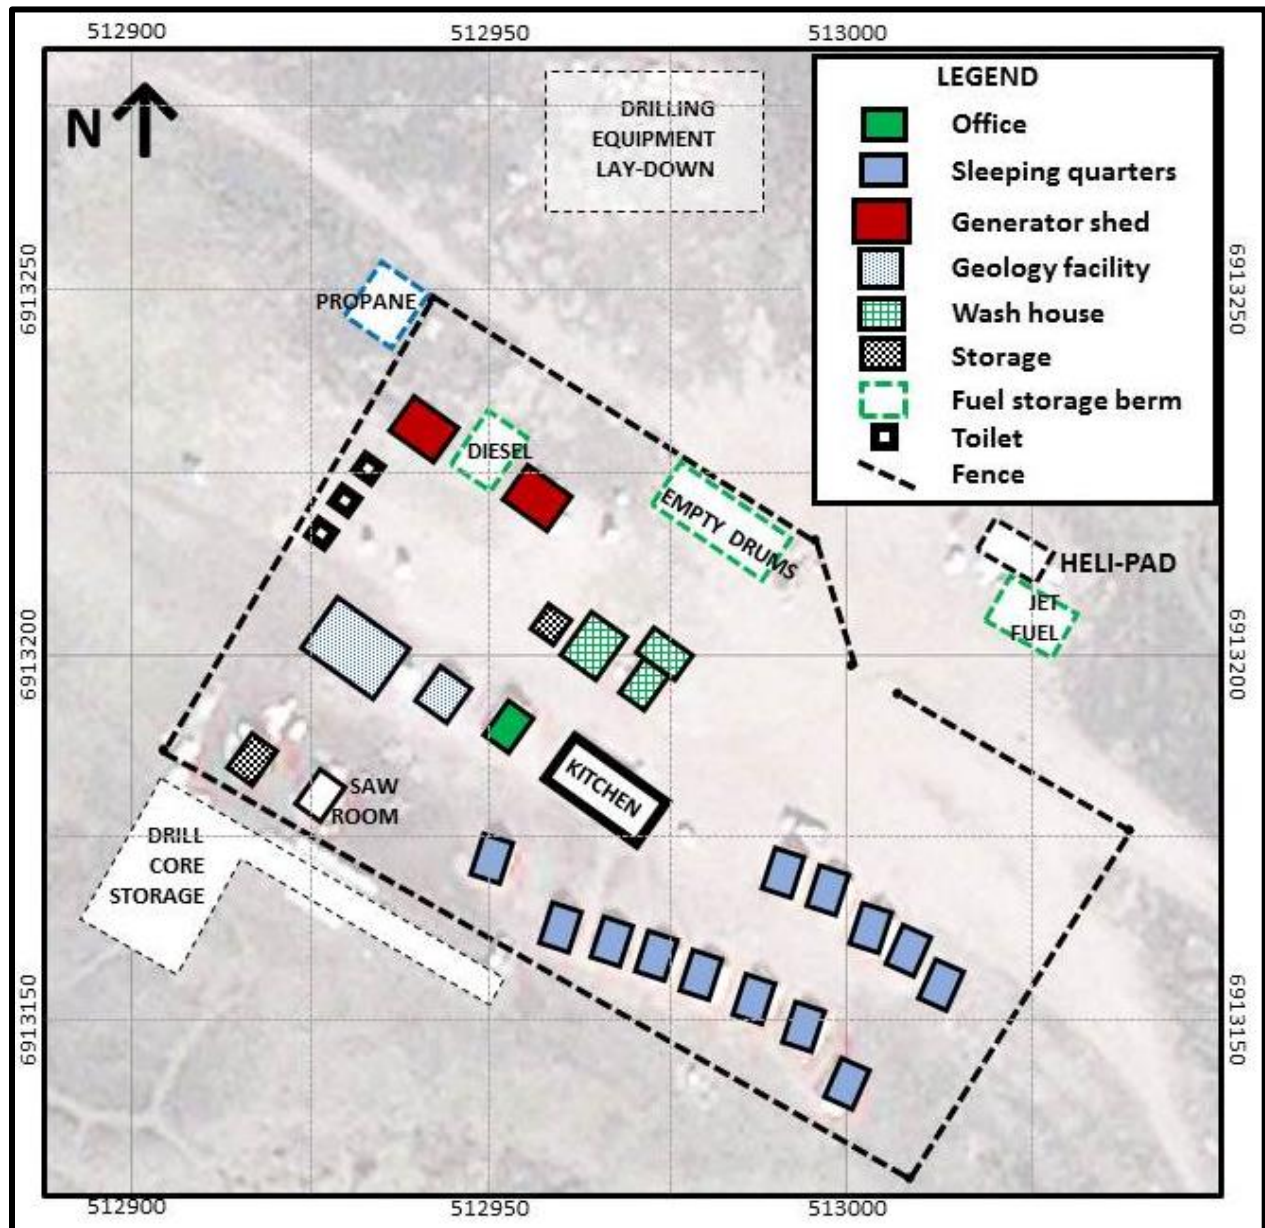 512900 512950 513000
N
DRILLING
EQUIPMENT
LAY-DOWN
LEGEND
Office
Sleeping quarters
Generator shed
Geology facility
Wash house
Storage
Fuel storage berm
Toilet
Fence
6913250
6913250
PROPANE
DIESEL
EMPTY DRUMS
HELI-PAD
JET
FUEL
6913200
6913200
KITCHEN
SAW
ROOM
DRILL
CORE
STORAGE
6913150
6913150
512900 512950 513000